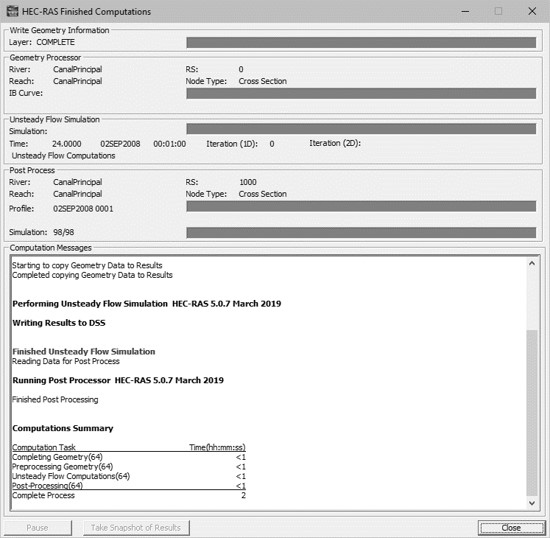 HEC-RAS Finished Computations
Write Geometry Information
Layer: COMPLETE
Geometry Processor
River: CanalPrincipal RS: 0
Reach: CanalPrincipal Node Type: Cross Section
IB Curve:
Unsteady Flow Simulation
Simulation:
Time: 24.0000 02SEP2008 00:01:00 Iteration (1D): 0 Iteration (2D):
Unsteady Flow Computations
Post Process
River: CanalPrincipal RS: 1000
Reach: CanalPrincipal Node Type: Cross Section
Profile: 02SEP2008 0001
Simulation: 98/98
Computation Messages
Starting to copy Geometry Data to Results
Completed copying Geometry Data to Results
Performing Unsteady Flow Simulation HEC-RAS 5.0.7 March 2019
Writing Results to DSS
Finished Unsteady Flow Simulation
Reading Data for Post Process
Running Post Processor HEC-RAS 5.0.7 March 2019
Finished Post Processing
Computations Summary
Computation Task Time(hh:mm:ss)
Completing Geometry(64) <1
Preprocessing Geometry(64) <1
Unsteady Flow Computations(64) <1
Post-Processing(64) <1
Complete Process 2
Pause Take Snapshot of Results Close